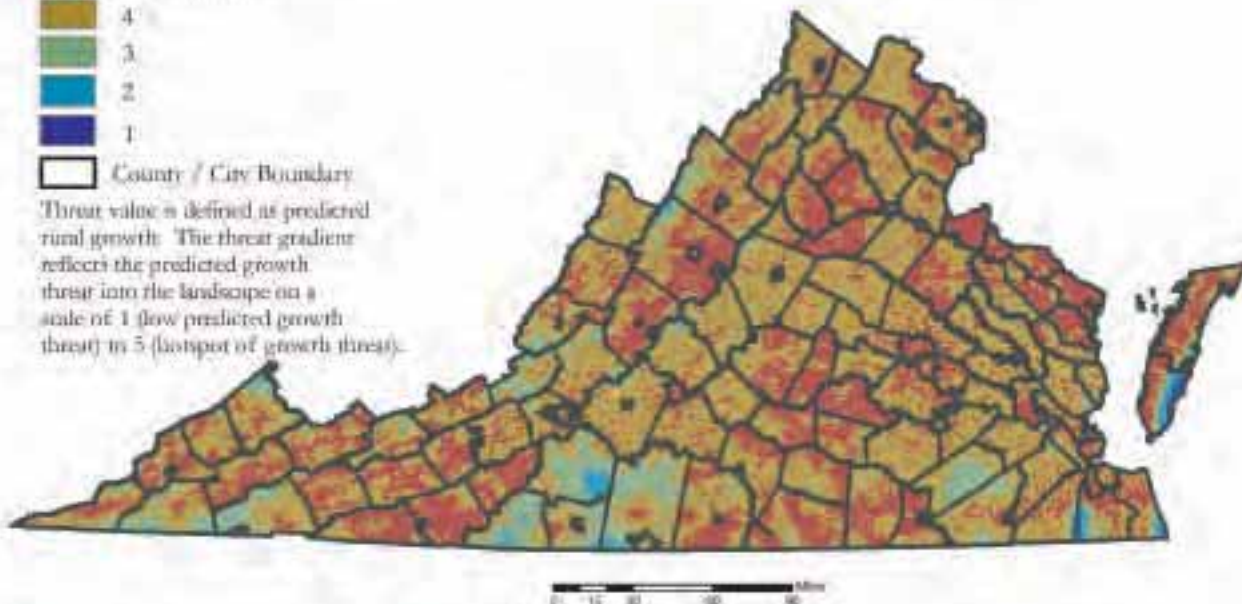 4
3
2
1
County / City Boundary
Threat value is defined as predicted
rural growth. The threat gradient
reflects the predicted growth
threat into the landscape on a
scale of 1 (low predicted growth
threat) to 5 (hotspot of growth threat).
Miles